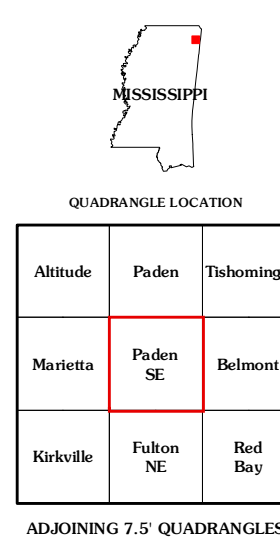 MISSISSIPPI
QUADRANGLE LOCATION
Altitude Paden Tishoming
Marietta Paden SE Belmont
Kirkville Fulton NE Red Bay
ADJOINING 7.5' QUADRANGLES